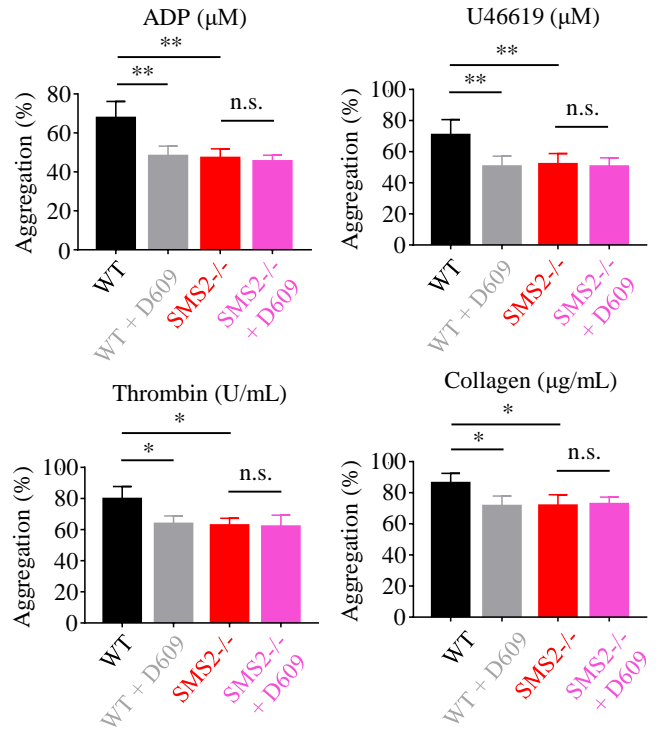 ADP (μM)
**
**
n.s.
Aggregation (%)
80
60
40
20
0
WT
WT + D609
SMS2-/-
SMS2-/-
+ D609
U46619 (μM)
**
**
n.s.
Aggregation (%)
100
80
60
40
20
0
WT
WT + D609
SMS2-/-
SMS2-/-
+ D609
Thrombin (U/mL)
*
*
n.s.
Aggregation (%)
100
80
60
40
20
0
WT
WT + D609
SMS2-/-
SMS2-/-
+ D609
Collagen (μg/mL)
*
*
n.s.
Aggregation (%)
100
80
60
40
20
0
WT
WT + D609
SMS2-/-
SMS2-/-
+ D609